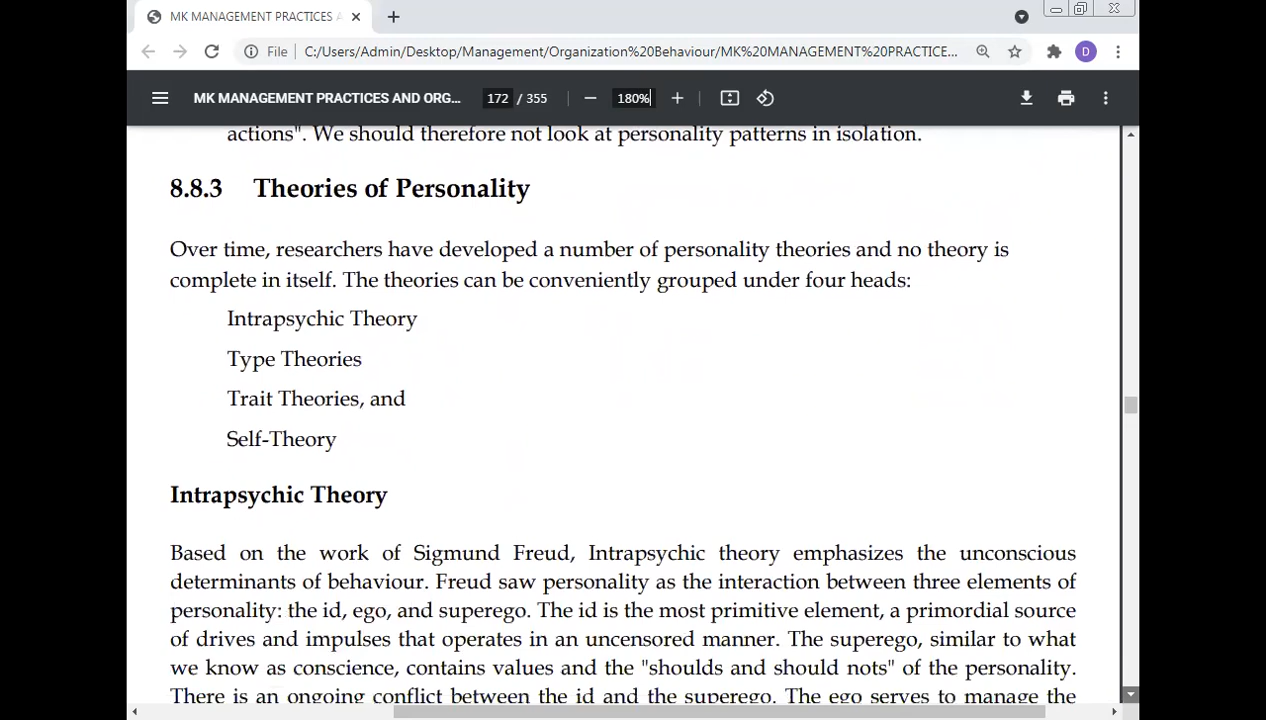 MK MANAGEMENT PRACTICES A
File C:/Users/Admin/Desktop/Management/Organization%20Behaviour/MK%20MANAGEMENT%20PRACTICE... D
MK MANAGEMENT PRACTICES AND ORG... 172 / 355 180%
actions". We should therefore not look at personality patterns in isolation.
8.8.3 Theories of Personality
Over time, researchers have developed a number of personality theories and no theory is
complete in itself. The theories can be conveniently grouped under four heads:
Intrapsychic Theory
Type Theories
Trait Theories, and
Self-Theory
Intrapsychic Theory
Based on the work of Sigmund Freud, Intrapsychic theory emphasizes the unconscious
determinants of behaviour. Freud saw personality as the interaction between three elements of
personality: the id, ego, and superego. The id is the most primitive element, a primordial source
of drives and impulses that operates in an uncensored manner. The superego, similar to what
we know as conscience, contains values and the "shoulds and should nots" of the personality.
There is an ongoing conflict between the id and the superego. The ego serves to manage the